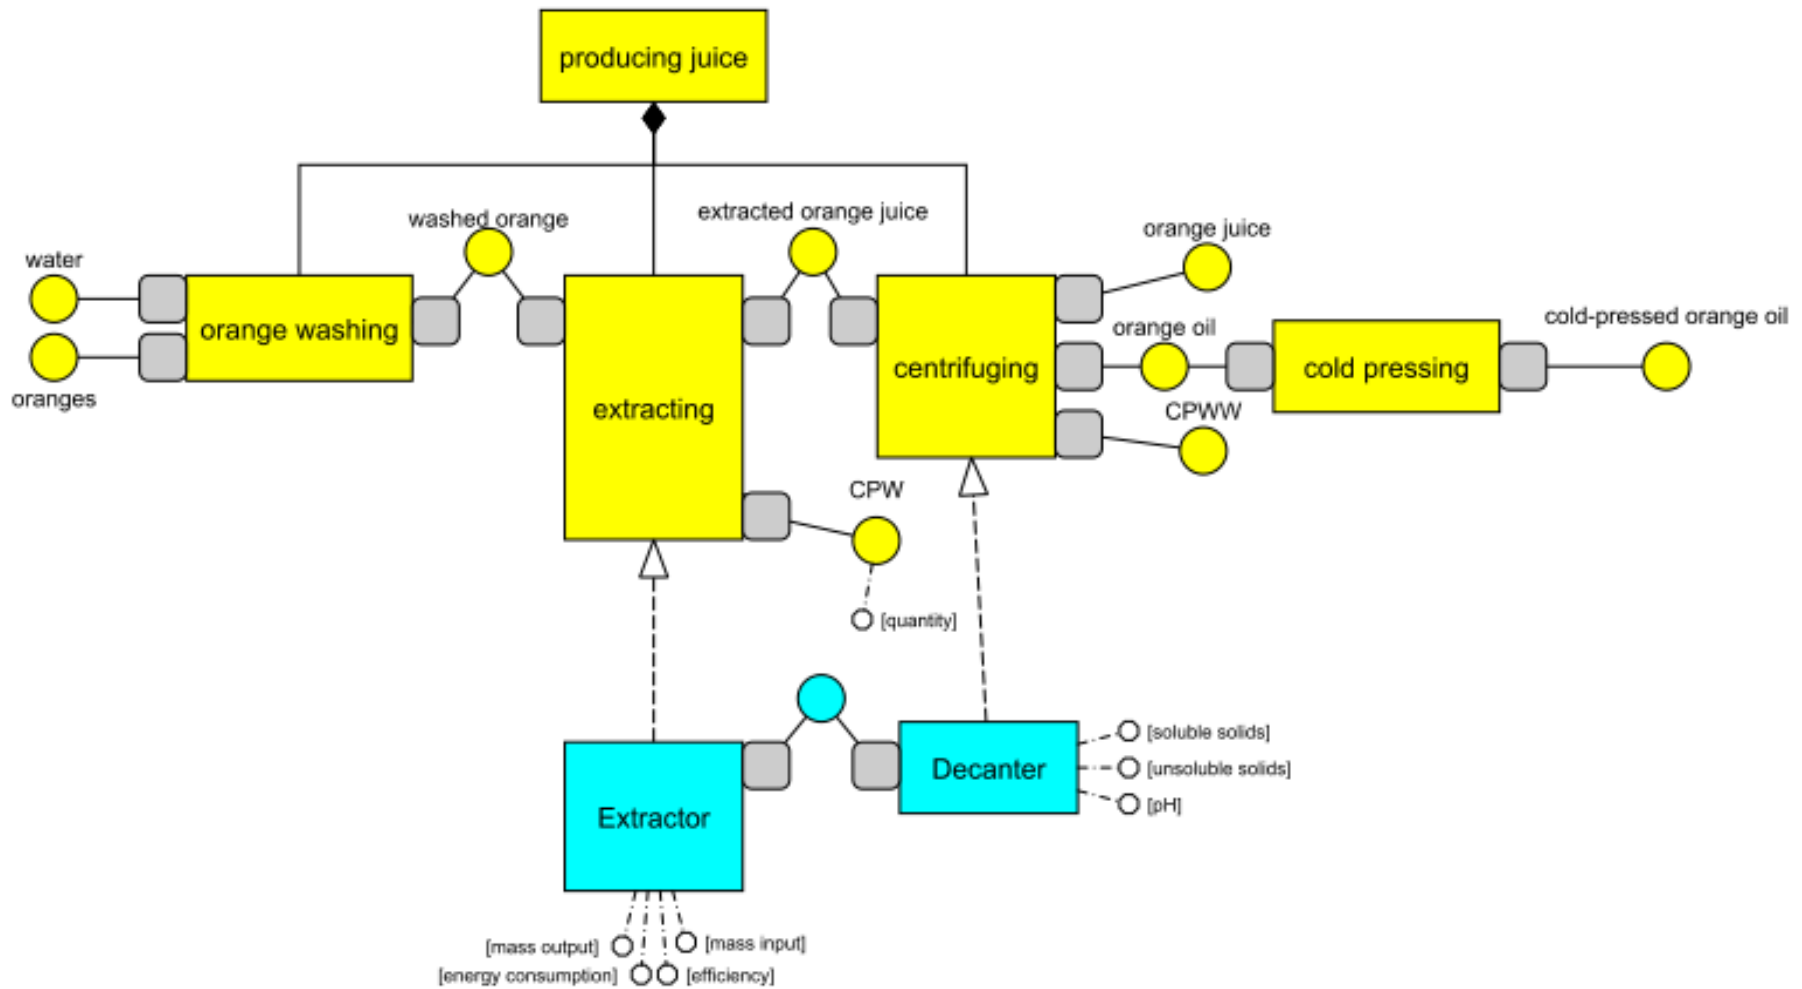 producing juice
washed orange
extracted orange juice
orange juice
water
orange washing
oranges
extracting
centrifuging
orange oil
cold pressing
cold-pressed orange oil
CPWW
CPW
[quantity]
Extractor
Decanter
[soluble solids]
[unsoluble solids]
[pH]
[mass output]
[mass input]
[energy consumption]
[efficiency]